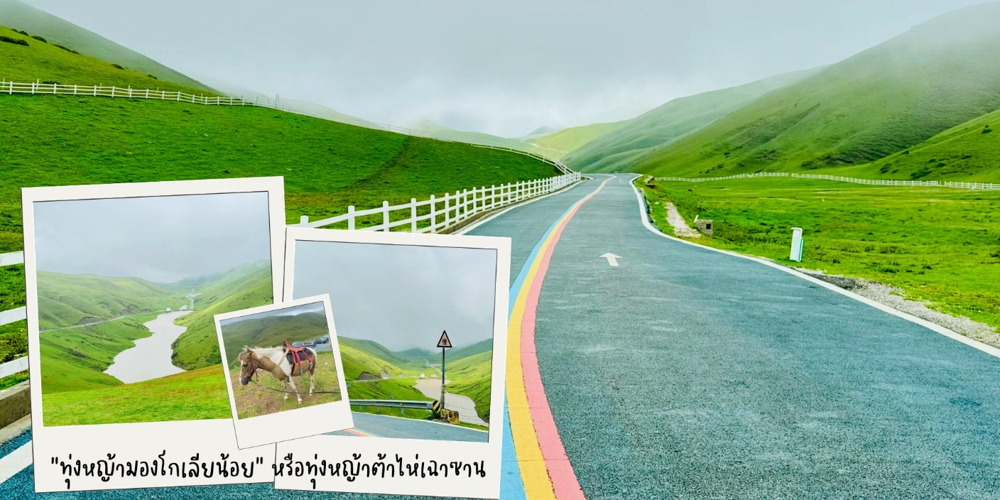 慢
"ทุ่งหญ้ามองโกเลียน้อย" หรือทุ่งหญ้าต้าไห่เฉาซาน